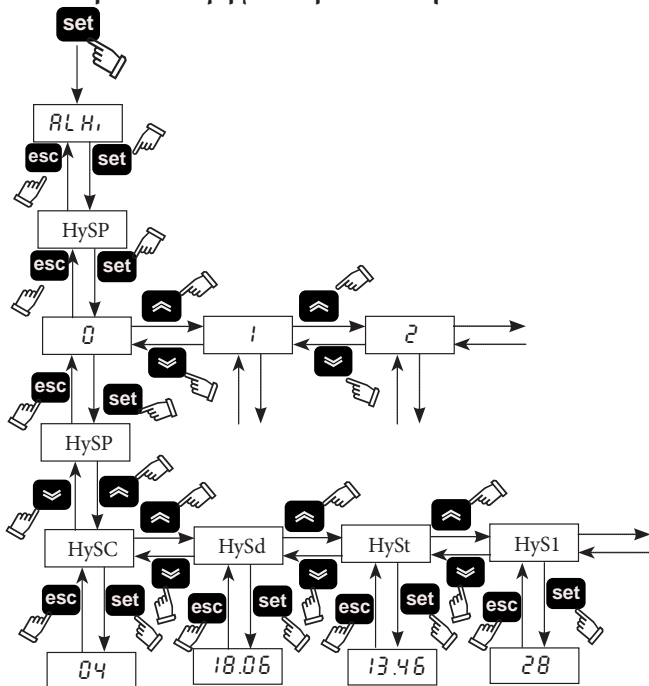 set
ALHi
esc set
HySP
esc set
0 1 2
esc
set
HySP
HySC HySd HySt HyS1
esc set esc set esc set esc set
04 18.06 13.46 28